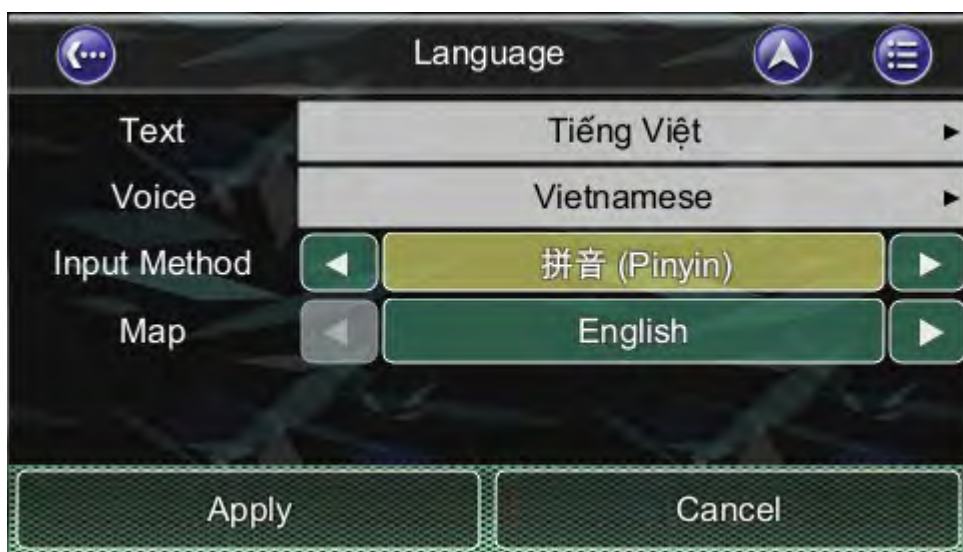 Language
Text Tiếng Việt
Voice Vietnamese
Input Method 拼音 (Pinyin)
Map English
Apply Cancel